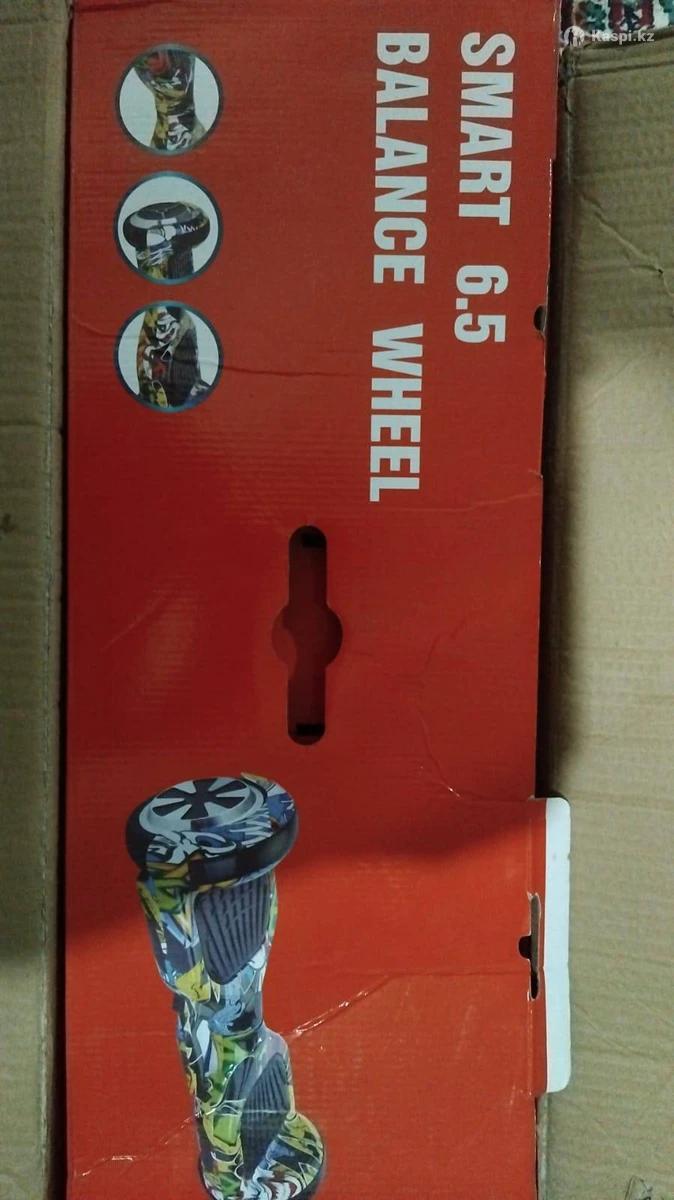 SMART 6.5
BALANCE WHEEL
Kaspi.kz